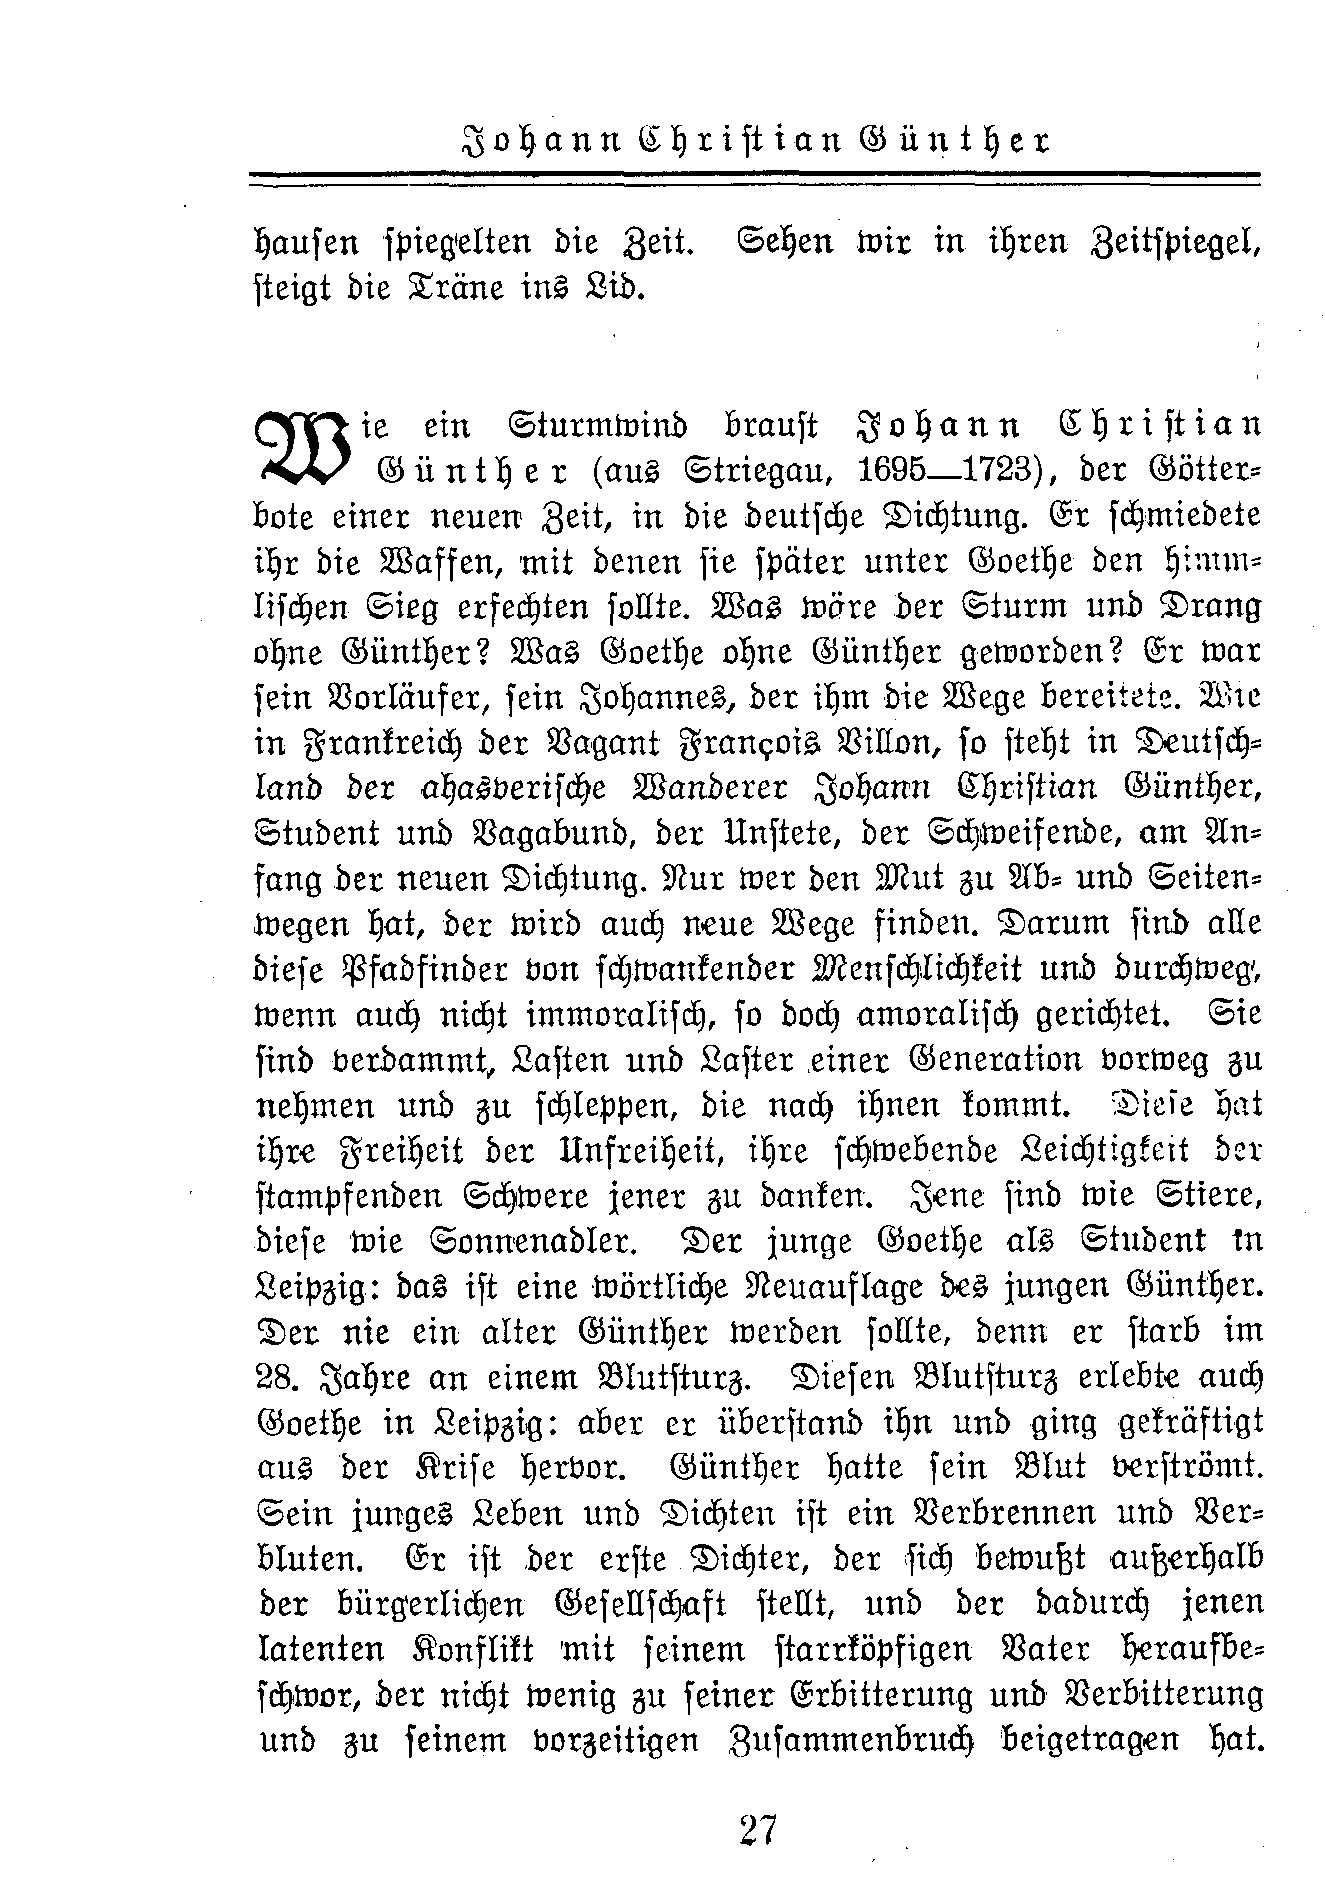 Johann Christian Günther
hausen spiegelten die Zeit. Sehen wir in ihren Zeitspiegel,
steigt die Träne ins Lid.
Wie ein Sturmwind braust Johann Christian
Günther (aus Striegau, 1695—1723), der Götter-
bote einer neuen Zeit, in die deutsche Dichtung. Er schmiedete
ihr die Waffen, mit denen sie später unter Goethe den himm-
lischen Sieg erfechten sollte. Was wäre der Sturm und Drang
ohne Günther? Was Goethe ohne Günther geworden? Er war
sein Vorläufer, sein Johannes, der ihm die Wege bereitete. Wie
in Frankreich der Vagant François Villon, so steht in Deutsch-
land der ahasverische Wanderer Johann Christian Günther,
Student und Vagabund, der Unstete, der Schweifende, am An-
fang der neuen Dichtung. Nur wer den Mut zu Ab- und Seiten-
wegen hat, der wird auch neue Wege finden. Darum sind alle
diese Pfadfinder von schwankender Menschlichkeit und durchweg,
wenn auch nicht immoralisch, so doch amoralisch gerichtet. Sie
sind verdammt, Lasten und Laster einer Generation vorweg zu
nehmen und zu schleppen, die nach ihnen kommt. Diese hat
ihre Freiheit der Unfreiheit, ihre schwebende Leichtigkeit der
stampfenden Schwere jener zu danken. Jene sind wie Stiere,
diese wie Sonnenadler. Der junge Goethe als Student in
Leipzig: das ist eine wörtliche Neuauflage des jungen Günther.
Der nie ein alter Günther werden sollte, denn er starb im
28. Jahre an einem Blutsturz. Diesen Blutsturz erlebte auch
Goethe in Leipzig: aber er überstand ihn und ging gekräftigt
aus der Krise hervor. Günther hatte sein Blut verströmt.
Sein junges Leben und Dichten ist ein Verbrennen und Ver-
bluten. Er ist der erste Dichter, der sich bewußt außerhalb
der bürgerlichen Gesellschaft stellt, und der dadurch jenen
latenten Konflikt mit seinem starrköpfigen Vater heraufbe-
schwor, der nicht wenig zu seiner Erbitterung und Verbitterung
und zu seinem vorzeitigen Zusammenbruch beigetragen hat.
27